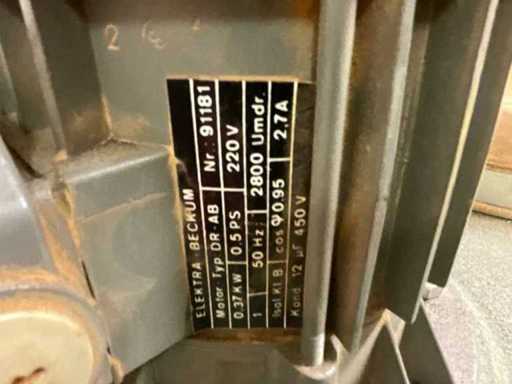 ELEKTRA-BECKUM
Motor-Typ DR-AB Nr.: 91181
0.37 KW 0.5 PS 220 V
1 50 Hz 2800 Umdr.
Isol Kl B cos φ 0.95 2.7A
Kond. 12 µF 450 V
2